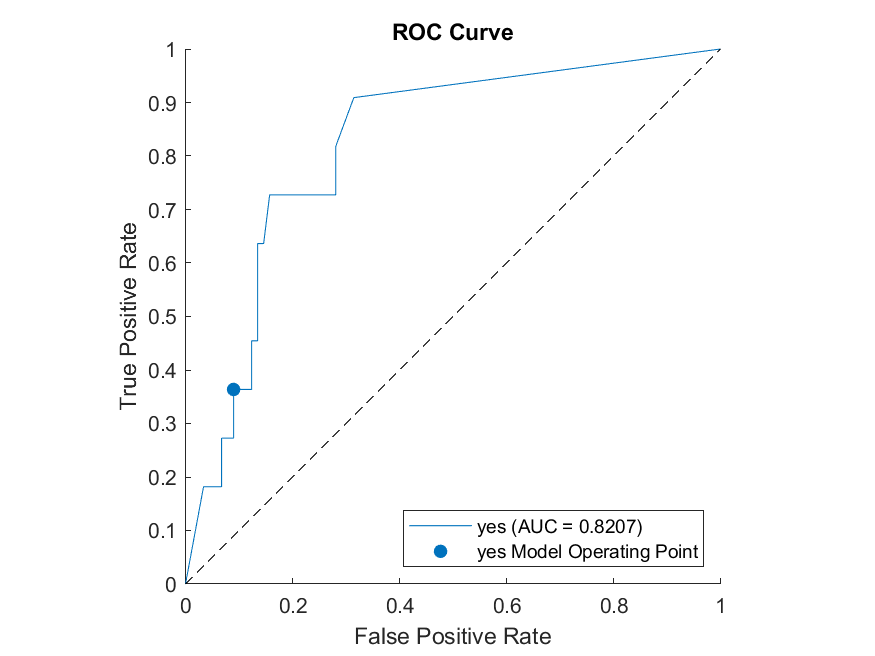 ROC Curve
1
0.9
0.8
0.7
0.6
0.5
0.4
0.3
0.2
0.1
0
True Positive Rate
yes (AUC = 0.8207)
yes Model Operating Point
0 0.2 0.4 0.6 0.8 1
False Positive Rate